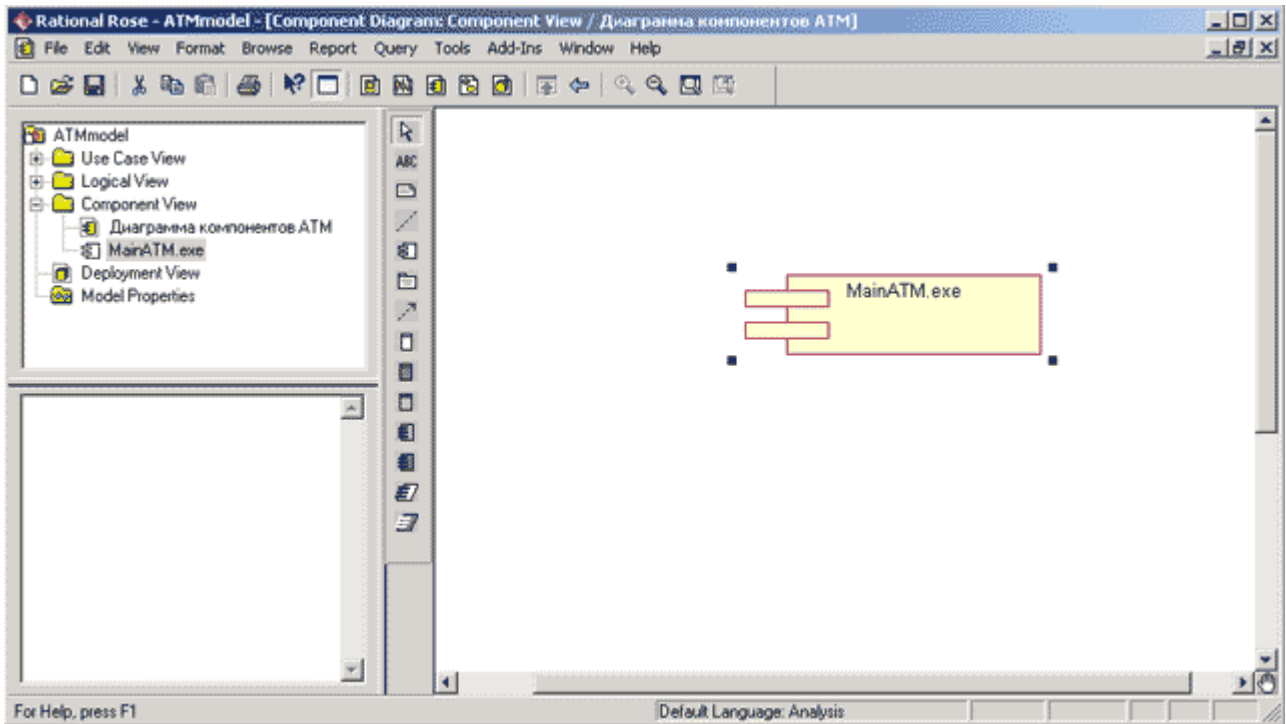 Rational Rose - ATMmodel - [Component Diagram: Component View / Диаграмма компонентов ATM]
File Edit View Format Browse Report Query Tools Add-Ins Window Help
ATMmodel
Use Case View
Logical View
Component View
Диаграмма компонентов ATM
MainATM.exe
Deployment View
Model Properties
ABC
MainATM.exe
For Help, press F1
Default Language: Analysis